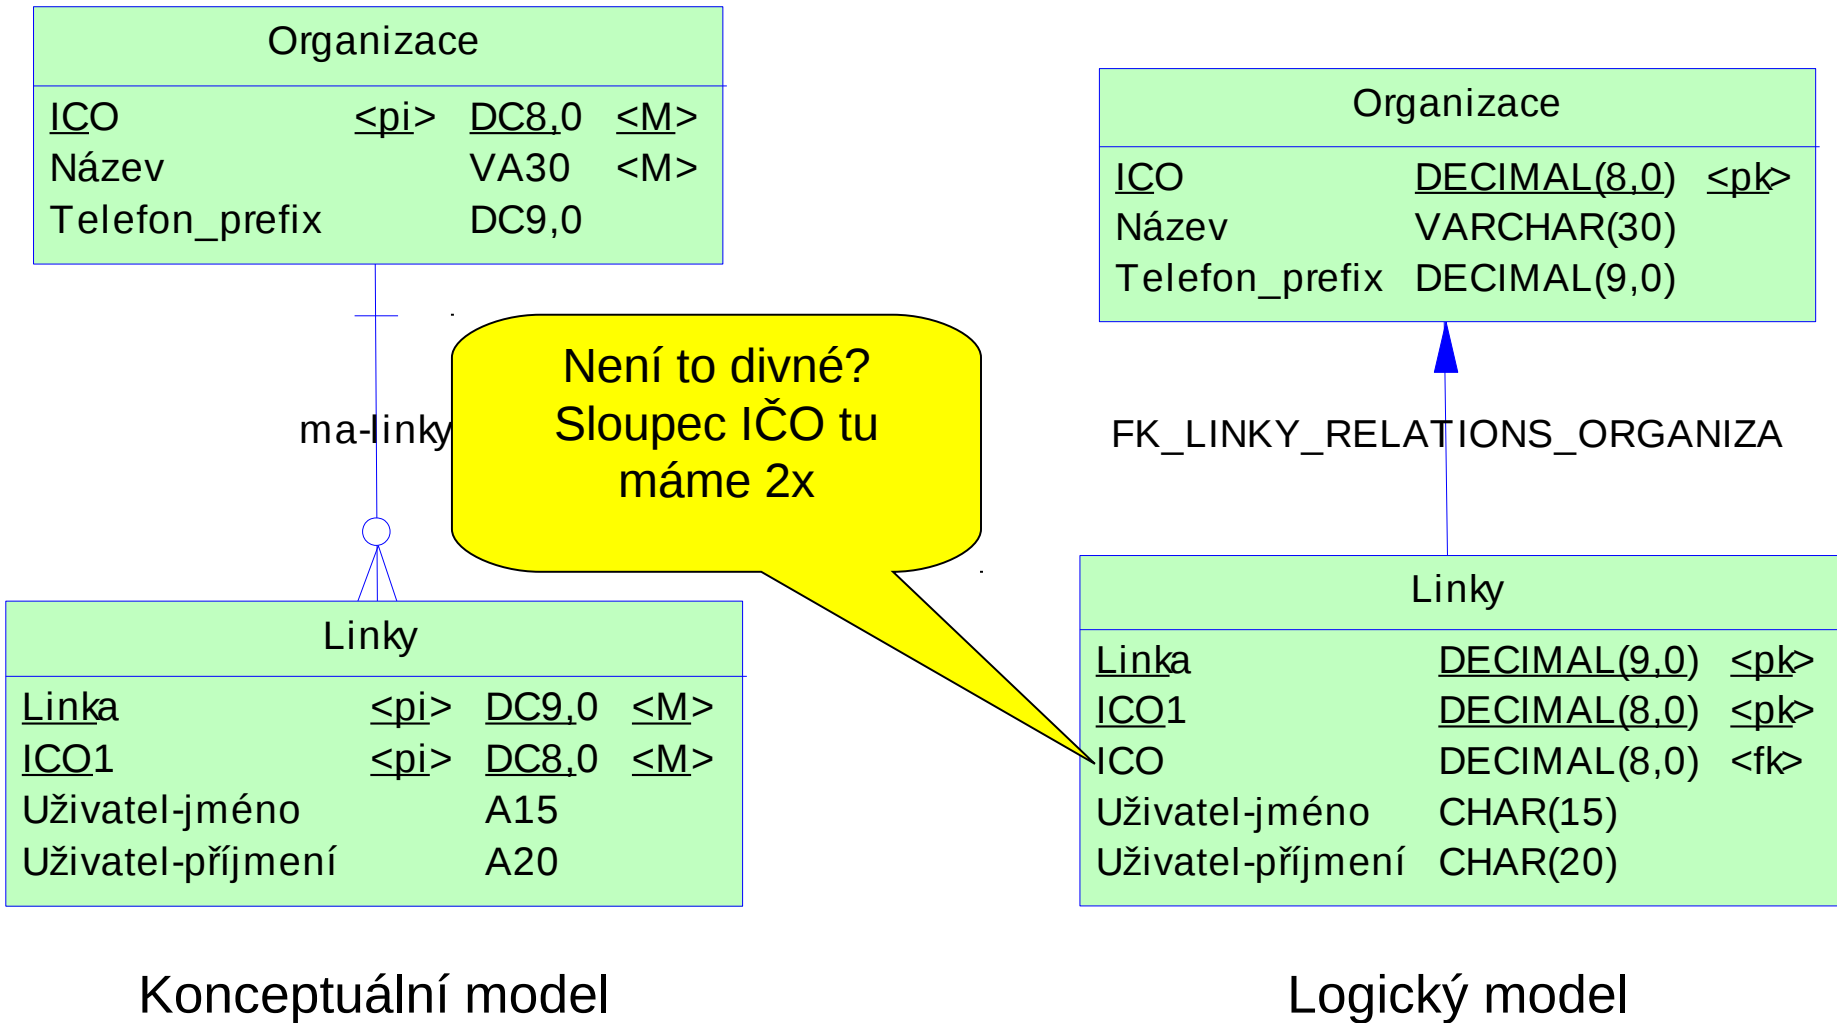 Organizace
ICO <pi> DC8,0 <M>
Název VA30 <M>
Telefon_prefix DC9,0
ma-linky
Linky
Linka <pi> DC9,0 <M>
ICO1 <pi> DC8,0 <M>
Uživatel-jméno A15
Uživatel-příjmení A20
Konceptuální model
Není to divné?
Sloupec IČO tu
máme 2x
Organizace
ICO DECIMAL(8,0) <pk>
Název VARCHAR(30)
Telefon_prefix DECIMAL(9,0)
FK_LINKY_RELATIONS_ORGANIZA
Linky
Linka DECIMAL(9,0) <pk>
ICO1 DECIMAL(8,0) <pk>
ICO DECIMAL(8,0) <fk>
Uživatel-jméno CHAR(15)
Uživatel-příjmení CHAR(20)
Logický model